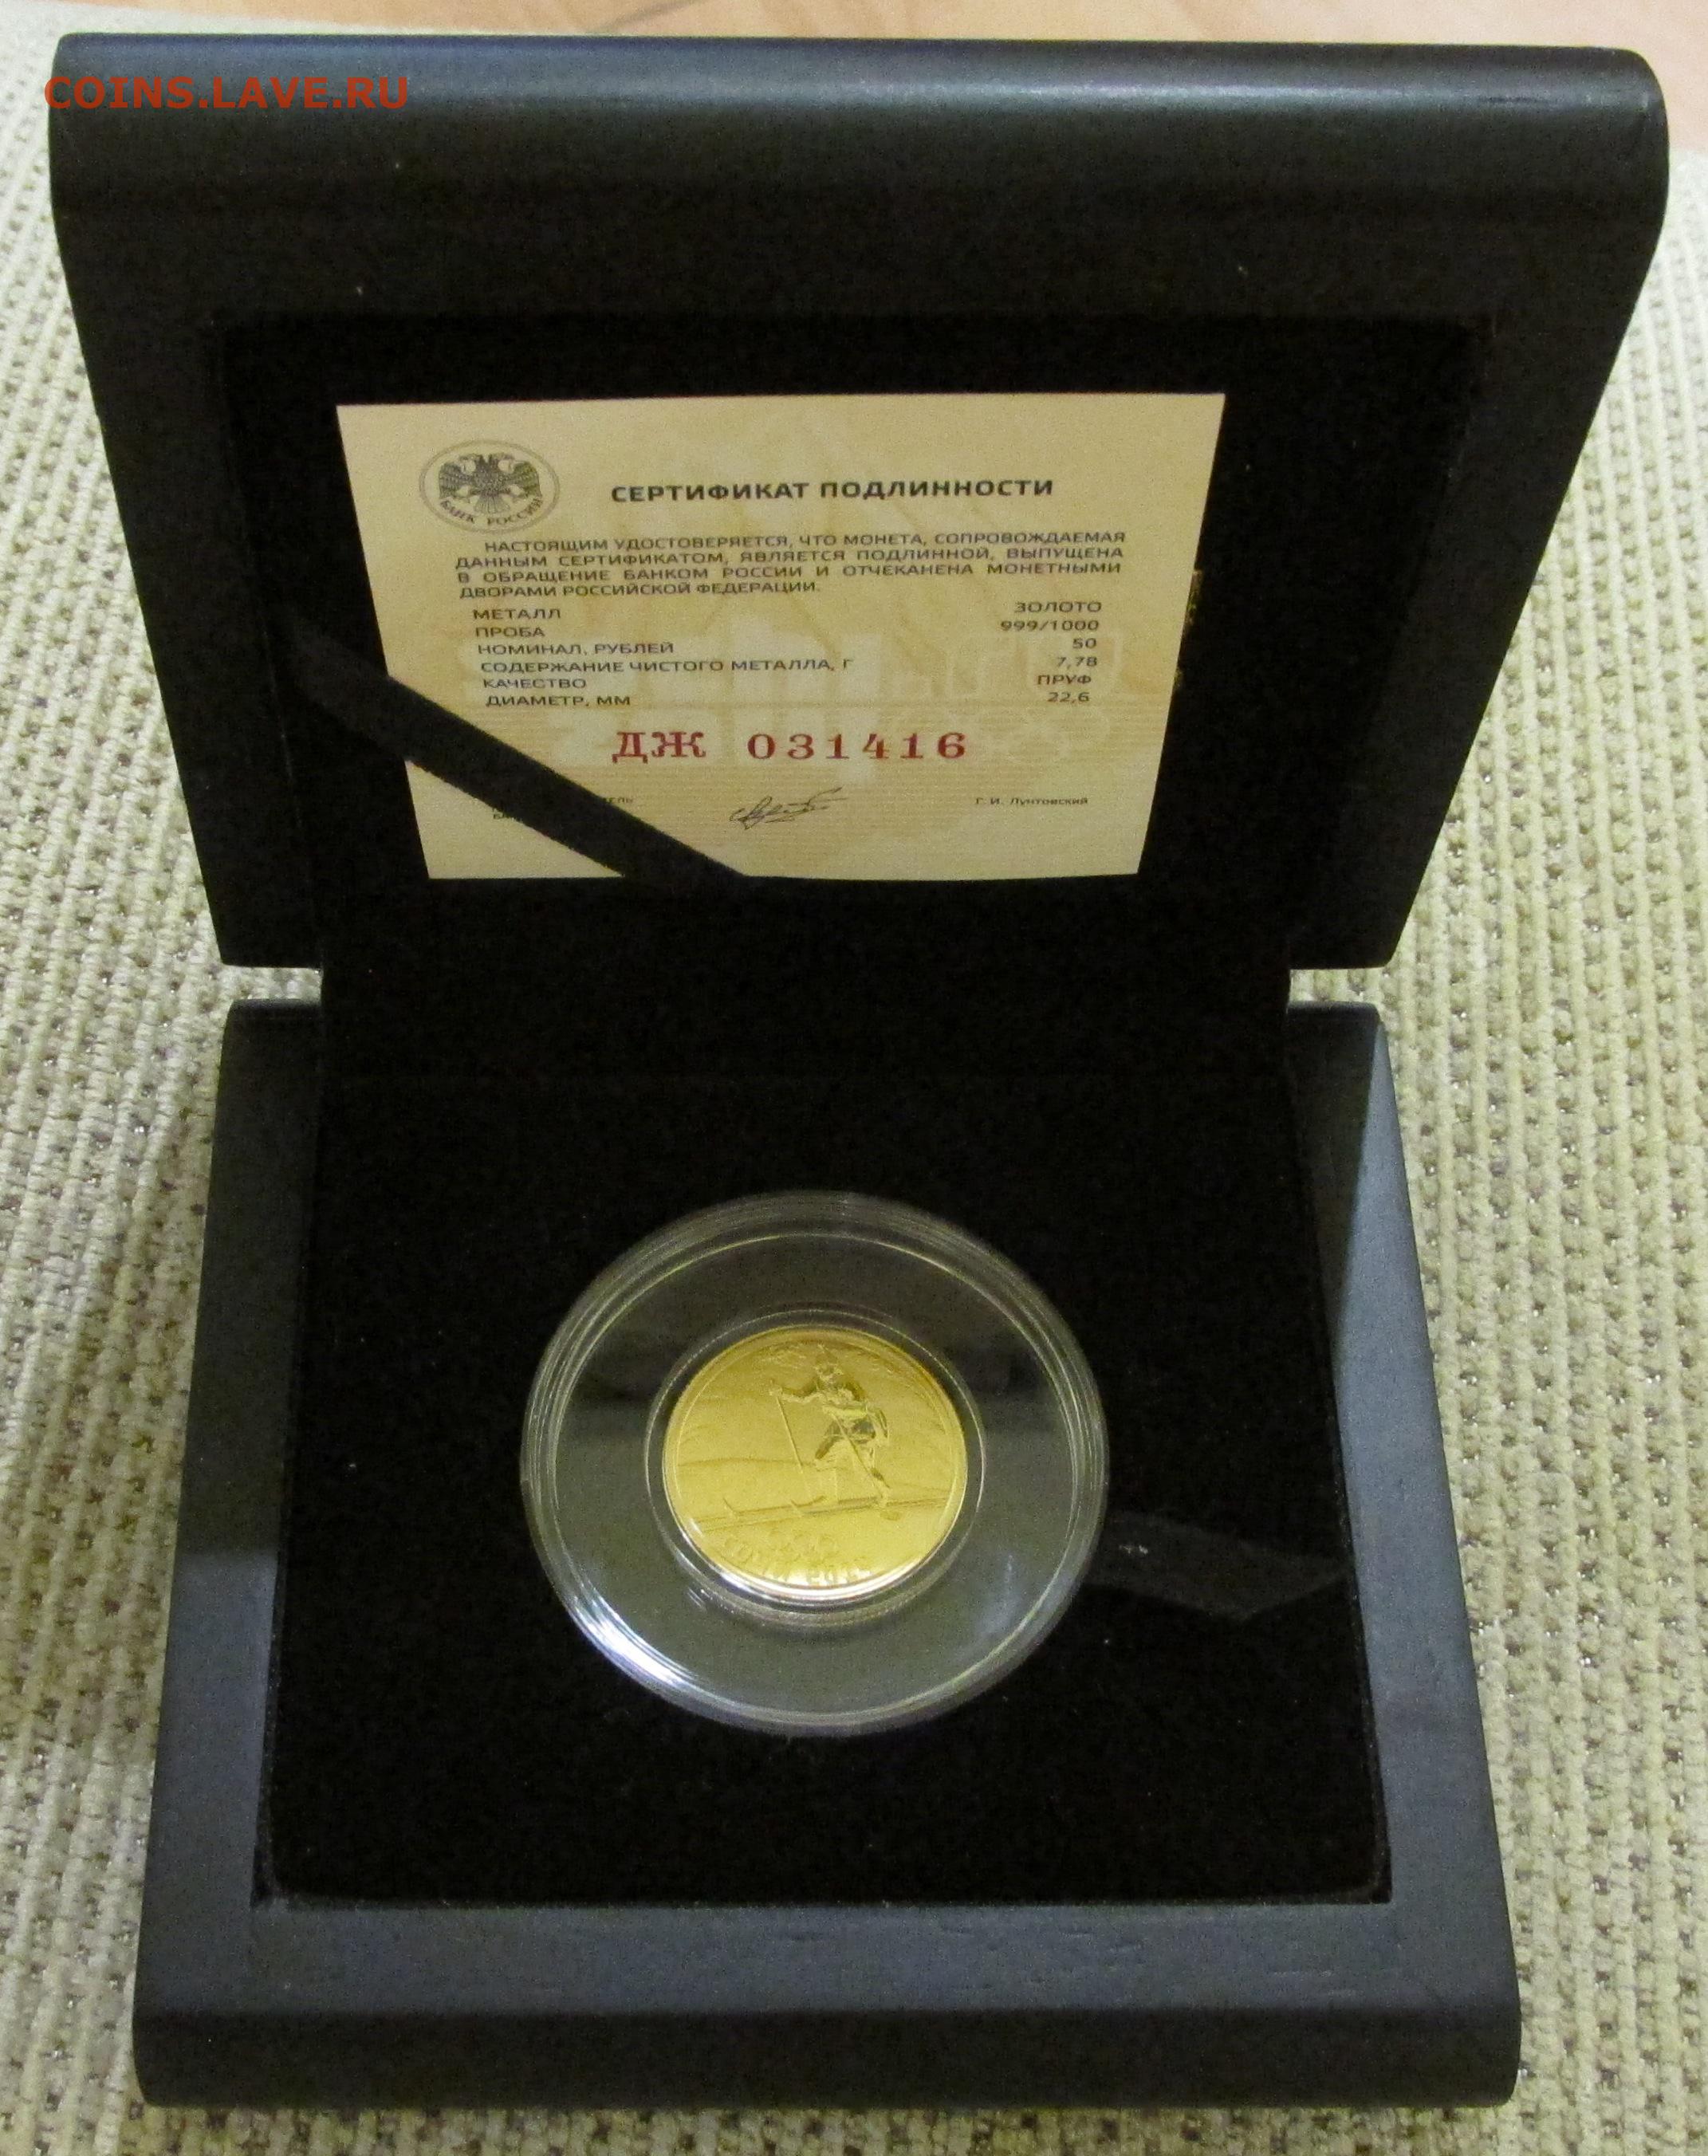 COINS.LAVE.RU
БАНК РОССИИ
СЕРТИФИКАТ ПОДЛИННОСТИ
НАСТОЯЩИМ УДОСТОВЕРЯЕТСЯ, ЧТО МОНЕТА, СОПРОВОЖДАЕМАЯ
ДАННЫМ СЕРТИФИКАТОМ, ЯВЛЯЕТСЯ ПОДЛИННОЙ, ВЫПУЩЕНА
В ОБРАЩЕНИЕ БАНКОМ РОССИИ И ОТЧЕКАНЕНА МОНЕТНЫМИ
ДВОРАМИ РОССИЙСКОЙ ФЕДЕРАЦИИ.
МЕТАЛЛ ЗОЛОТО
ПРОБА 999/1000
НОМИНАЛ, РУБЛЕЙ 50
СОДЕРЖАНИЕ ЧИСТОГО МЕТАЛЛА, Г 7,78
КАЧЕСТВО ПРУФ
ДИАМЕТР, ММ 22,6
ДЖ 031416
Г. И. Лунтовский
СОЧИ 2014